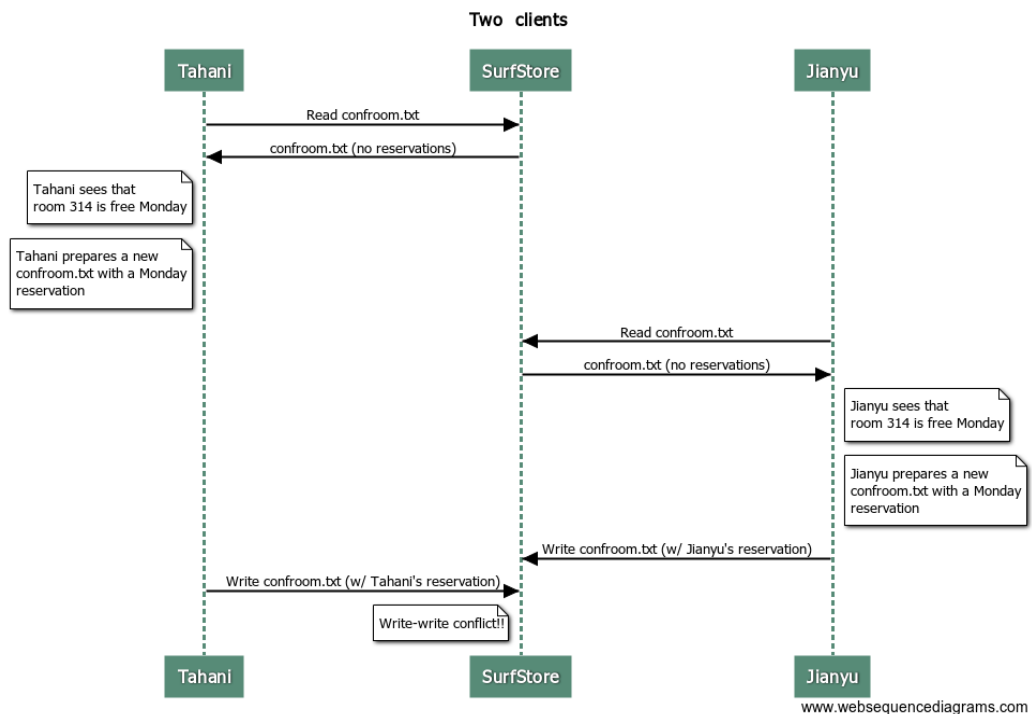 Two clients
Tahani
SurfStore
Jianyu
Read confroom.txt
confroom.txt (no reservations)
Tahani sees that
room 314 is free Monday
Tahani prepares a new
confroom.txt with a Monday
reservation
Read confroom.txt
confroom.txt (no reservations)
Jianyu sees that
room 314 is free Monday
Jianyu prepares a new
confroom.txt with a Monday
reservation
Write confroom.txt (w/ Jianyu's reservation)
Write confroom.txt (w/ Tahani's reservation)
Write-write conflict!!
Tahani
SurfStore
Jianyu
www.websequencediagrams.com